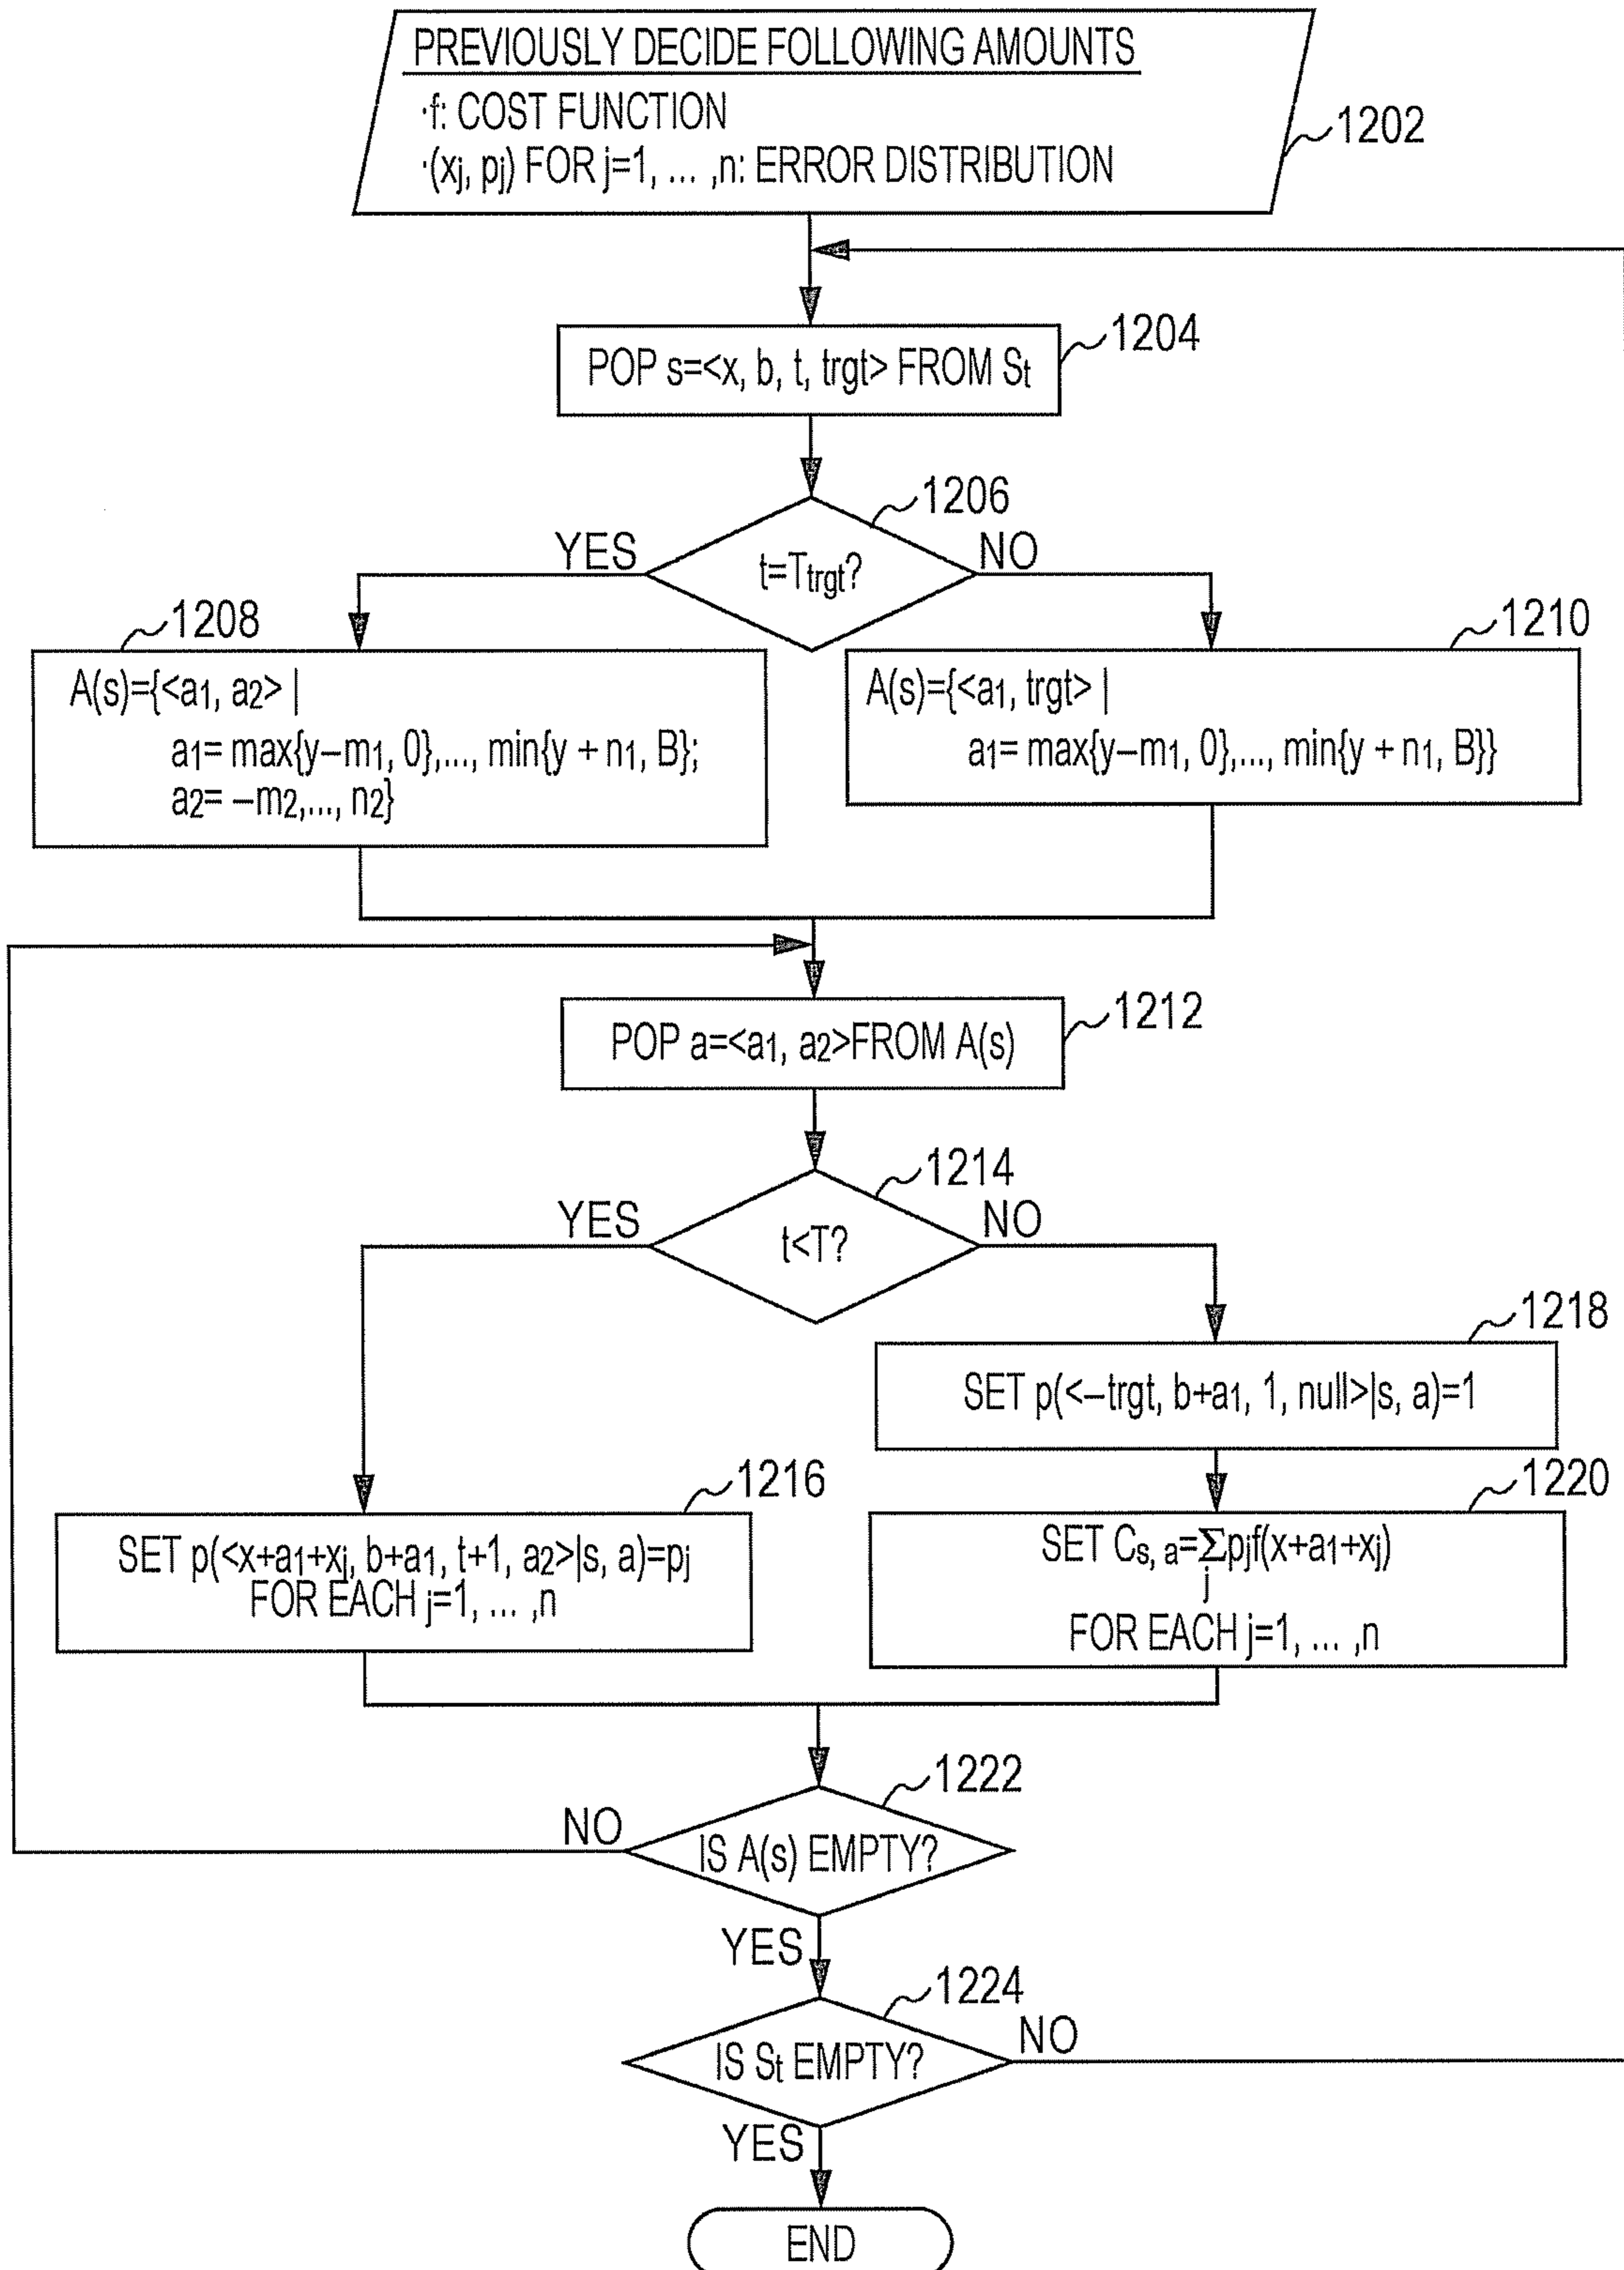 PREVIOUSLY DECIDE FOLLOWING AMOUNTS
·f: COST FUNCTION
·(xj, pj) FOR j=1, ... ,n: ERROR DISTRIBUTION
1202
1204
POP s=<x, b, t, trgt> FROM St
1206
YES
NO
t=Ttrgt?
1208
1210
A(s)={<a1, a2> |
a1= max{y–m1, 0},..., min{y + n1, B};
a2= –m2,..., n2}
A(s)={<a1, trgt> |
a1= max{y–m1, 0},..., min{y + n1, B}}
1212
POP a=<a1, a2>FROM A(s)
1214
YES
NO
t<T?
1218
SET p(<–trgt, b+a1, 1, null>|s, a)=1
1216
1220
SET p(<x+a1+xj, b+a1, t+1, a2>|s, a)=pj
FOR EACH j=1, ... ,n
SET Cs, a=Σpjf(x+a1+xj)
j
FOR EACH j=1, ... ,n
1222
NO
IS A(s) EMPTY?
YES
1224
NO
IS St EMPTY?
YES
END